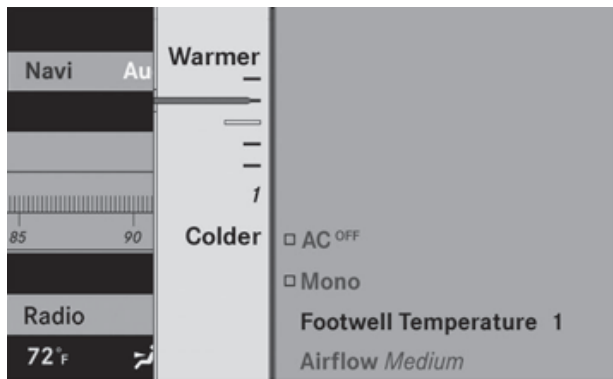 Navi Au
85 90
Radio
72°F
Warmer
1
Colder
AC OFF
Mono
Footwell Temperature 1
Airflow Medium